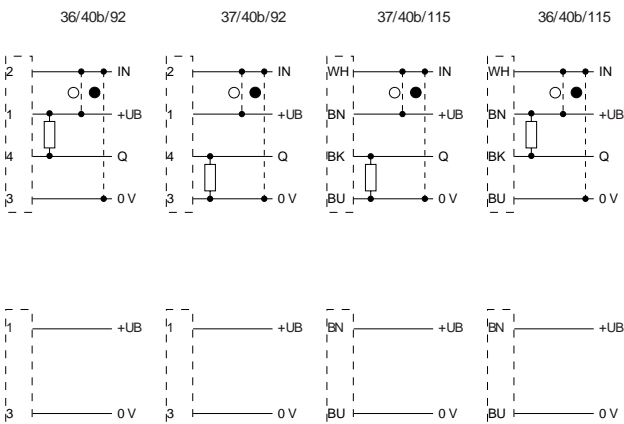 36/40b/92 37/40b/92 37/40b/115 36/40b/115
2 IN 2 IN WH IN WH IN
1 +UB 1 +UB BN +UB BN +UB
4 Q 4 Q BK Q BK Q
3 0 V 3 0 V BU 0 V BU 0 V
1 +UB 1 +UB BN +UB BN +UB
3 0 V 3 0 V BU 0 V BU 0 V